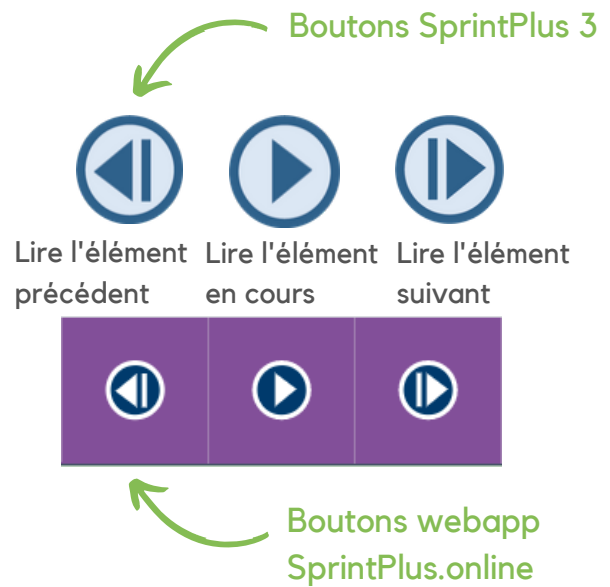 Boutons SprintPlus 3
Lire l'élément
précédent
Lire l'élément
en cours
Lire l'élément
suivant
Boutons webapp
SprintPlus.online